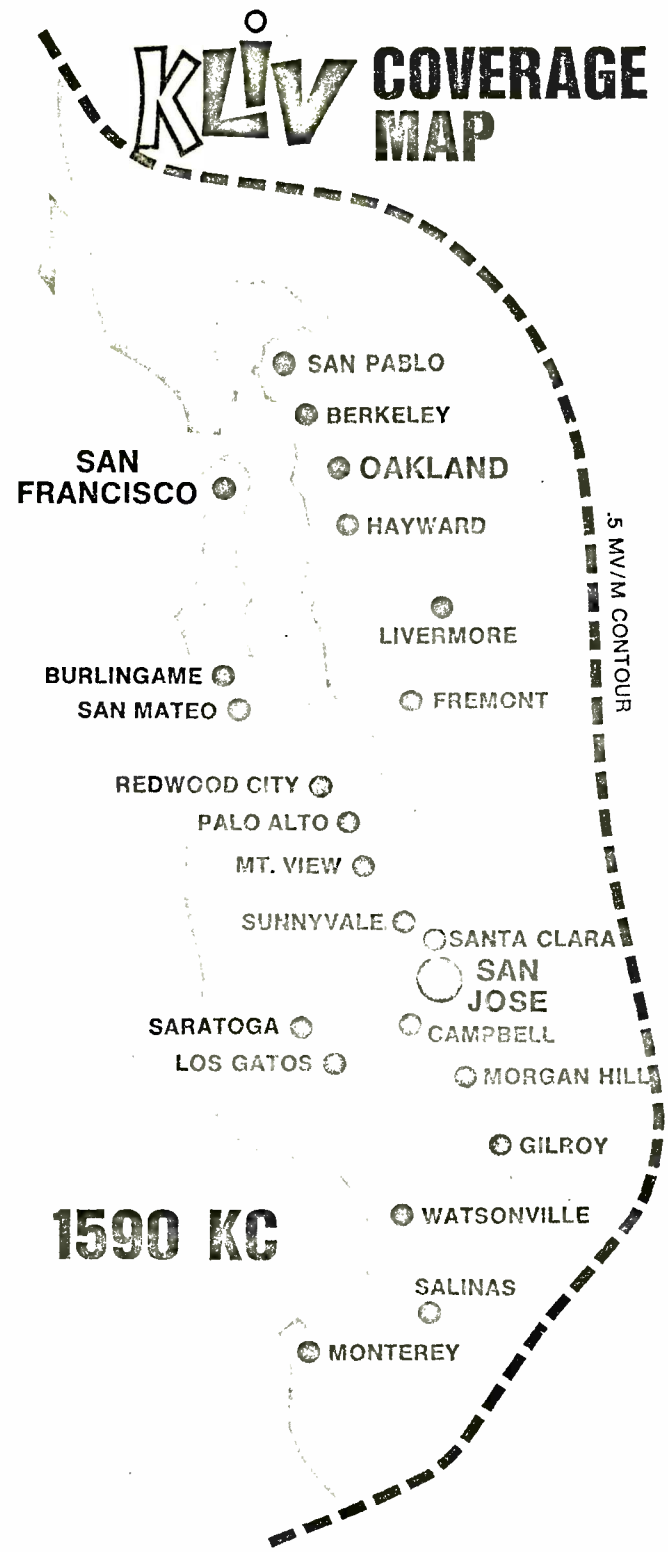 KLIV COVERAGE
MAP
SAN PABLO
BERKELEY
SAN
FRANCISCO
OAKLAND
HAYWARD
.5 MV/M CONTOUR
LIVERMORE
BURLINGAME
SAN MATEO
FREMONT
REDWOOD CITY
PALO ALTO
MT. VIEW
SUNNYVALE
SANTA CLARA
SAN
JOSE
SARATOGA
CAMPBELL
LOS GATOS
MORGAN HILL
GILROY
1590 KC
WATSONVILLE
SALINAS
MONTEREY